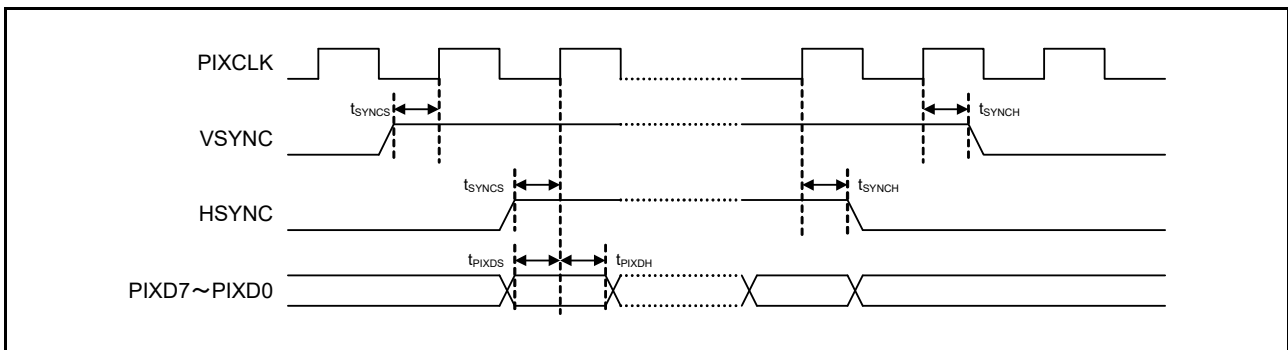 PIXCLK
tSYNCS
tSYNCH
VSYNC
tSYNCS
tSYNCH
HSYNC
tPIXDS
tPIXDH
PIXD7～PIXD0